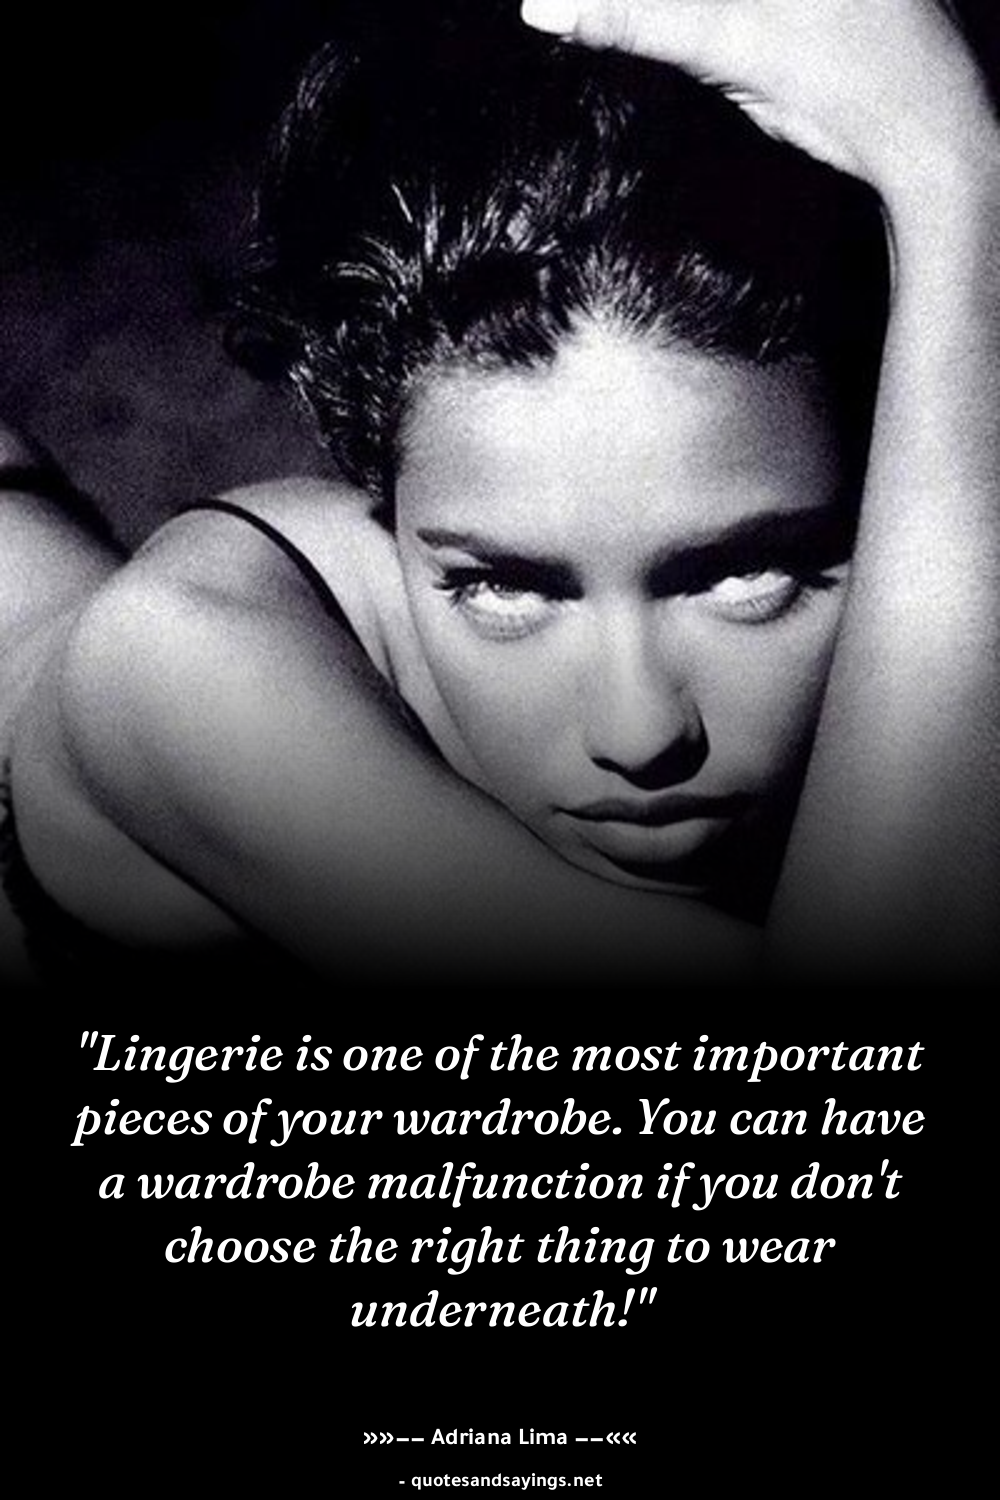 "Lingerie is one of the most important
pieces of your wardrobe. You can have
a wardrobe malfunction if you don't
choose the right thing to wear
underneath!"
»»−− Adriana Lima −−««
- quotesandsayings.net